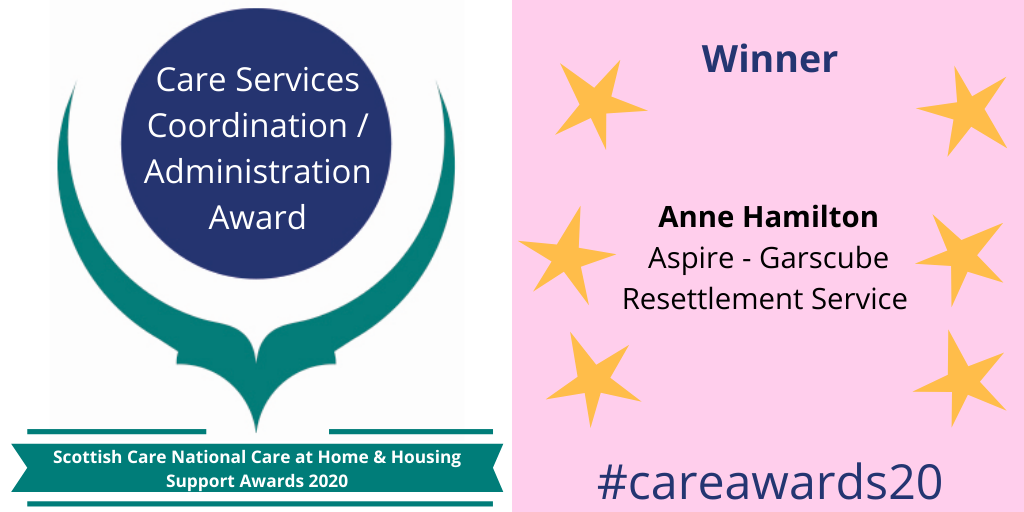 Care Services
Coordination /
Administration
Award
Scottish Care National Care at Home & Housing
Support Awards 2020
Winner
Anne Hamilton
Aspire - Garscube
Resettlement Service
#careawards20